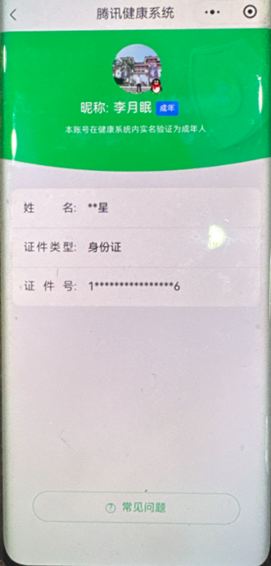 腾讯健康系统
昵称: 李月眠 成年
本账号在健康系统内实名验证为成年人
姓名: **星
证件类型: 身份证
证件号: 1****************6
常见问题